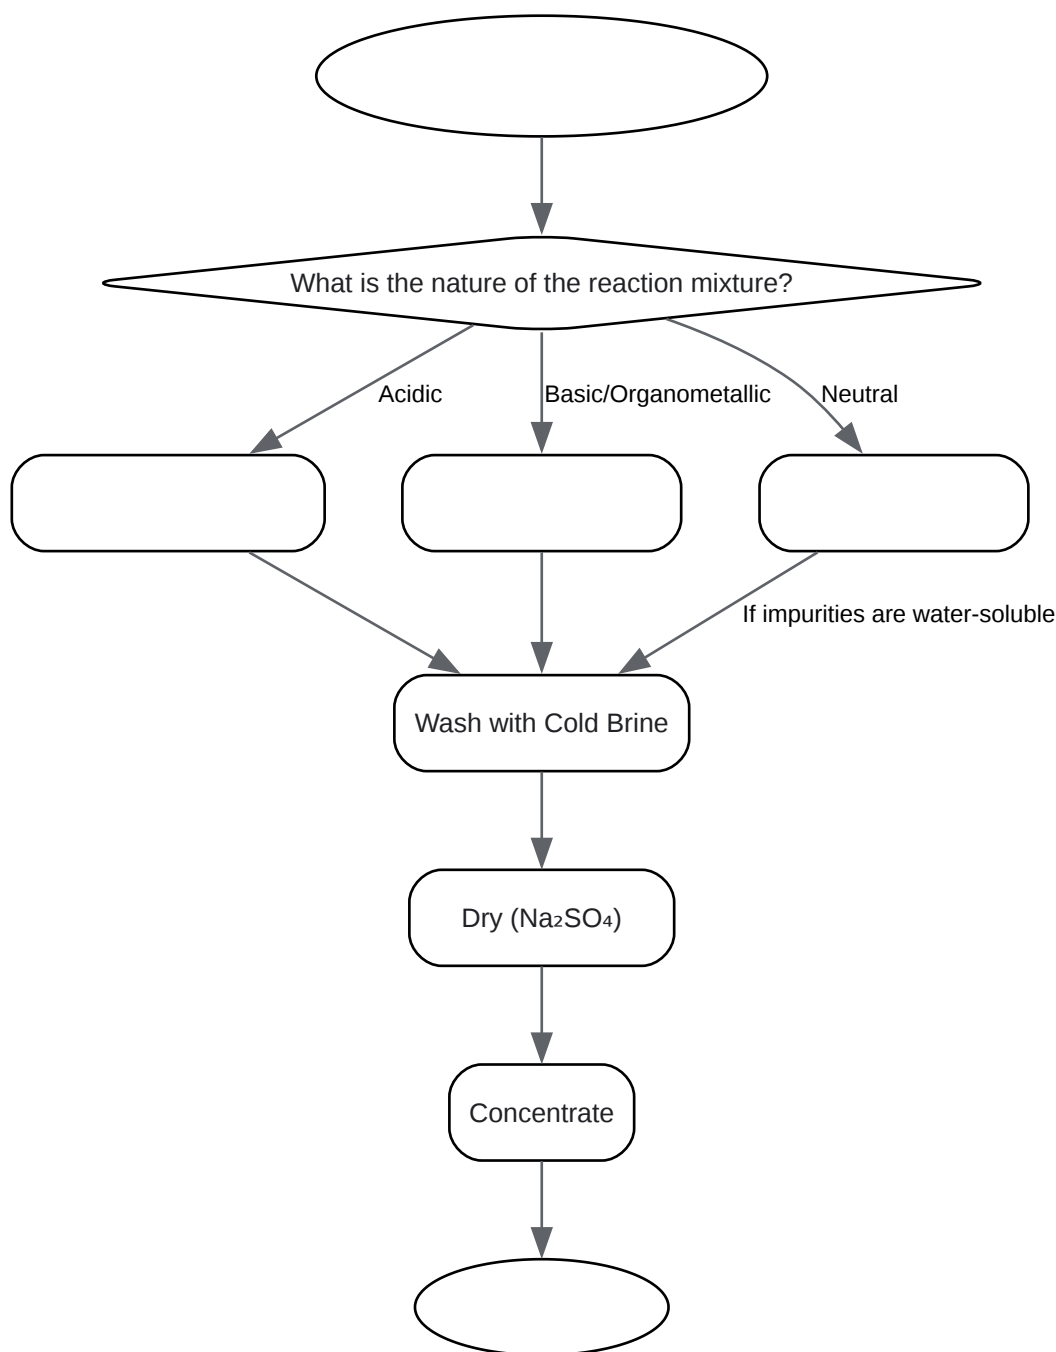 What is the nature of the reaction mixture?
Acidic
Basic/Organometallic
Neutral
If impurities are water-soluble
Wash with Cold Brine
Dry (Na₂SO₄)
Concentrate